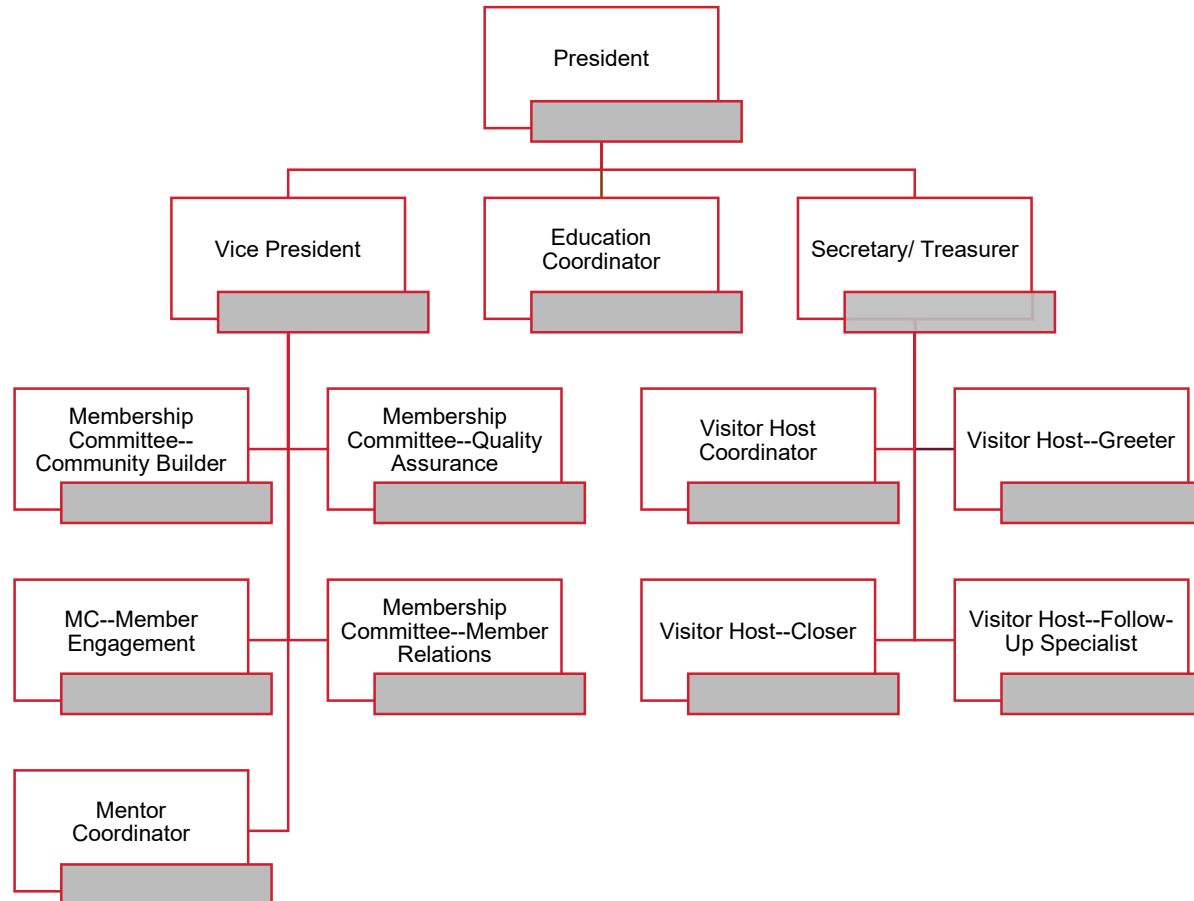 President
Vice President
Education
Coordinator
Secretary/ Treasurer
Membership
Committee--
Community Builder
Membership
Committee--Quality
Assurance
Visitor Host
Coordinator
Visitor Host--Greeter
MC--Member
Engagement
Membership
Committee--Member
Relations
Visitor Host--Closer
Visitor Host--Follow-
Up Specialist
Mentor
Coordinator